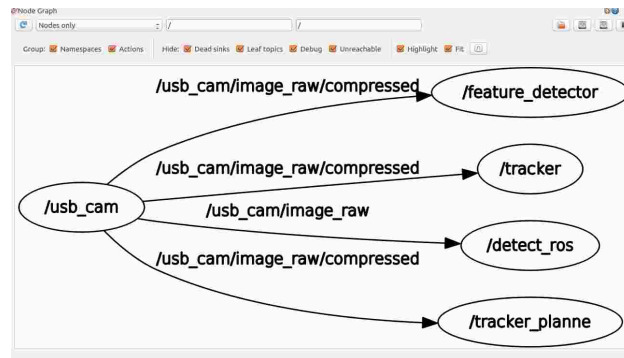 Node Graph
Nodes only / /
Group: Namespaces Actions Hide: Dead sinks Leaf topics Debug Unreachable Highlight Fit
/usb_cam/image_raw/compressed
/feature_detector
/usb_cam/image_raw/compressed
/tracker
/usb_cam
/usb_cam/image_raw
/detect_ros
/usb_cam/image_raw/compressed
/tracker_planne